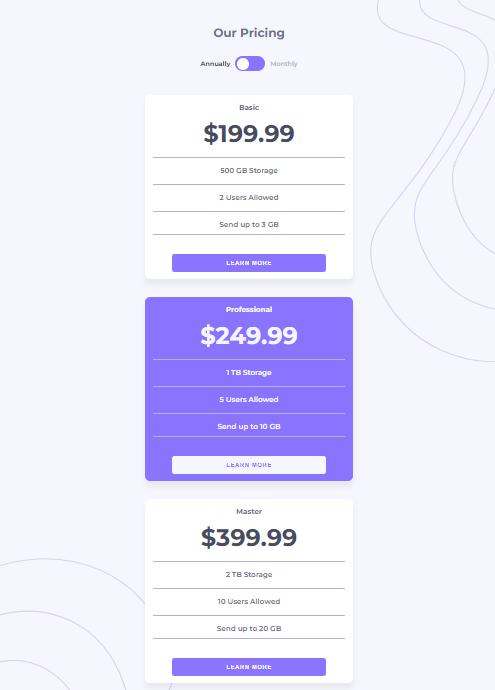 Our Pricing
Annually Monthly
Basic
$199.99
500 GB Storage
2 Users Allowed
Send up to 3 GB
LEARN MORE
Professional
$249.99
1 TB Storage
5 Users Allowed
Send up to 10 GB
LEARN MORE
Master
$399.99
2 TB Storage
10 Users Allowed
Send up to 20 GB
LEARN MORE